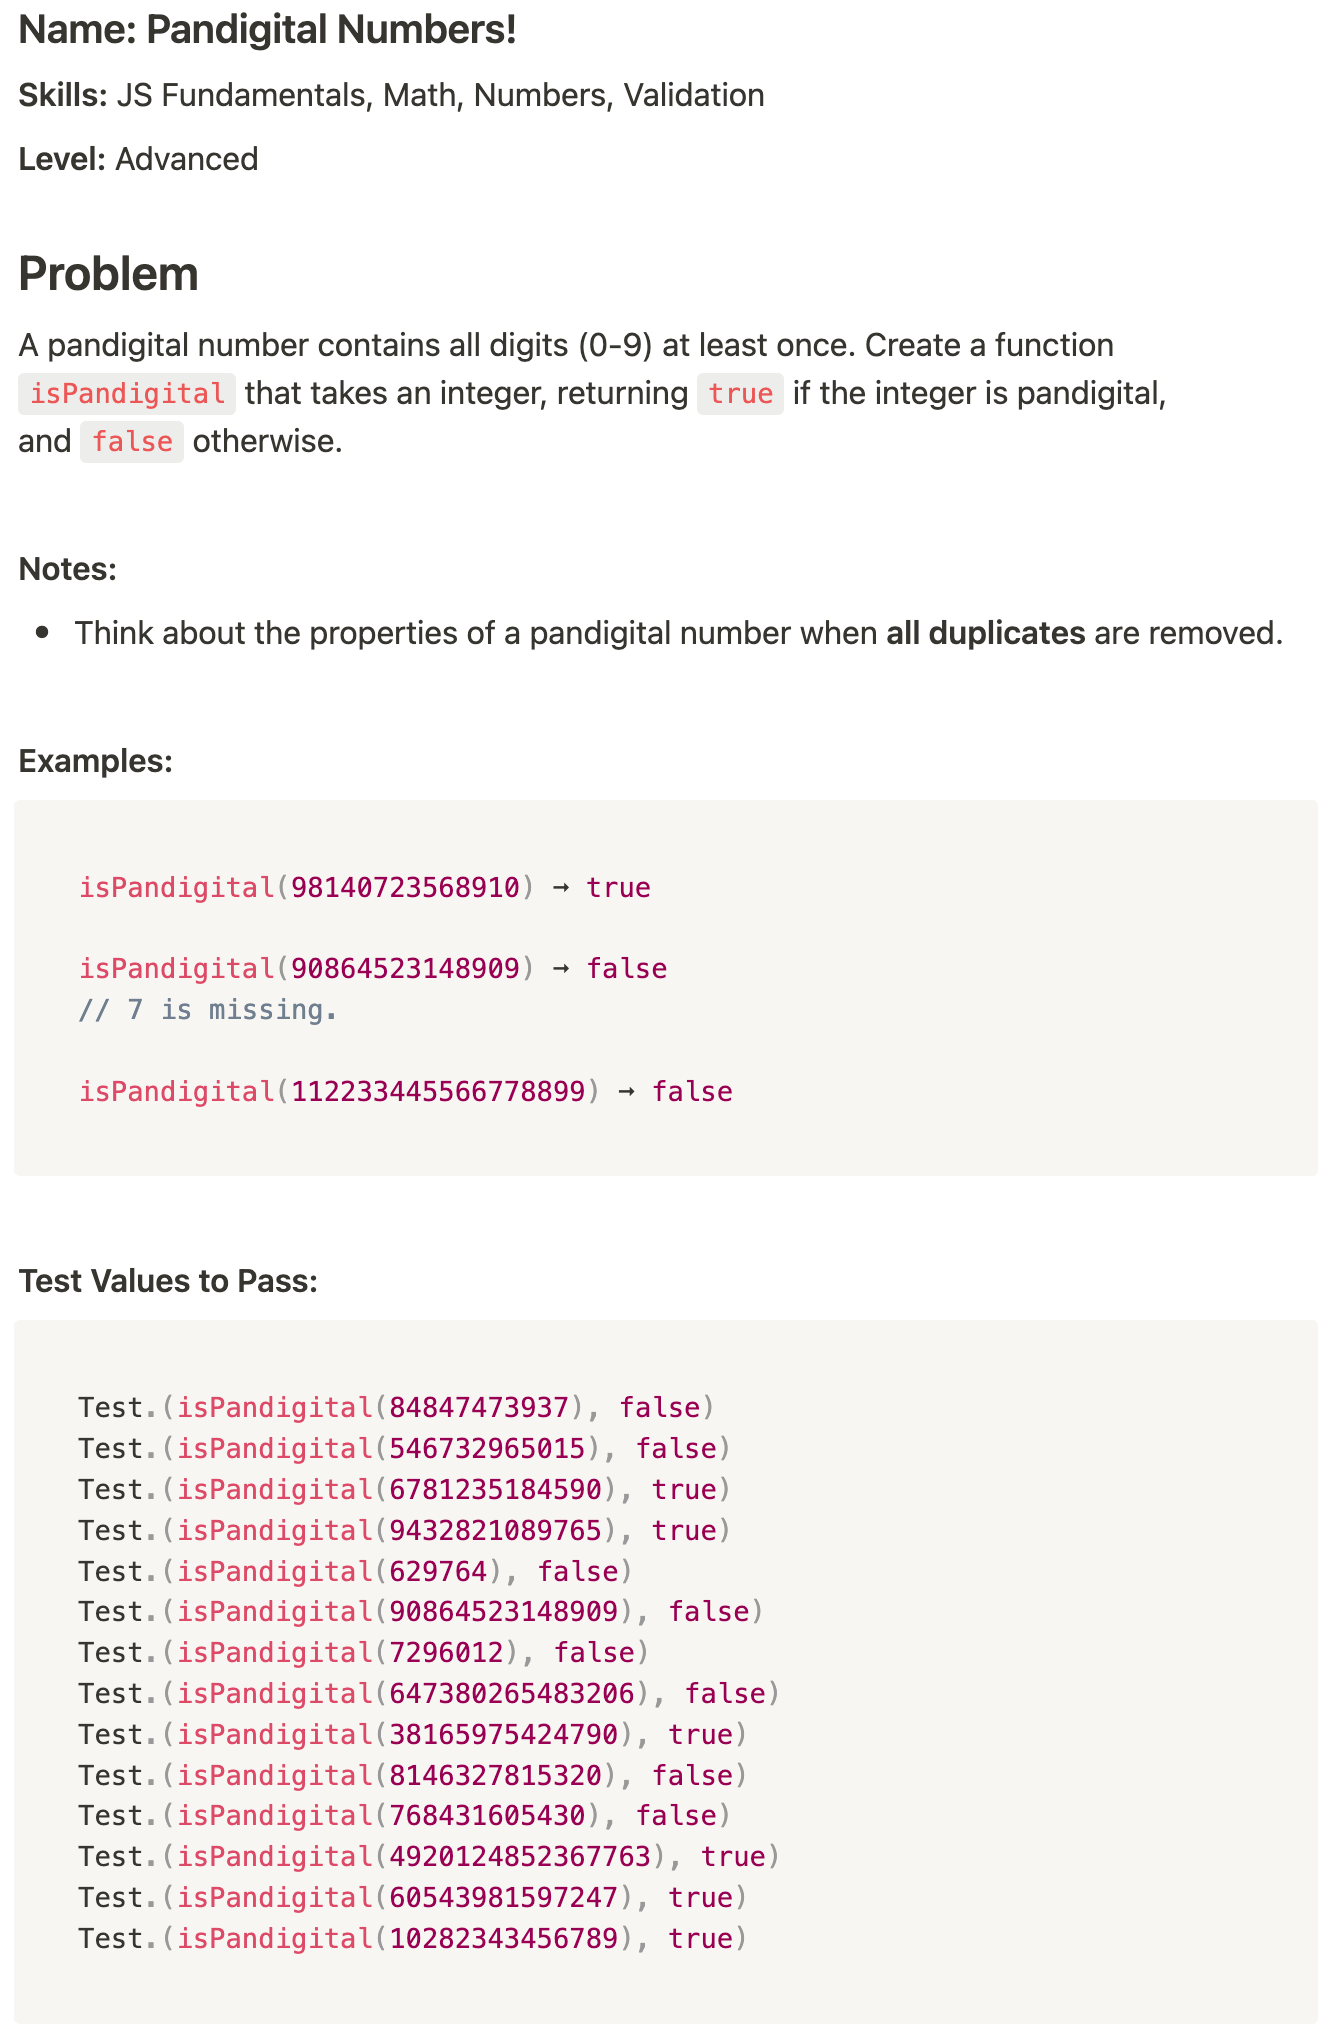 Name: Pandigital Numbers!
Skills: JS Fundamentals, Math, Numbers, Validation
Level: Advanced
Problem
A pandigital number contains all digits (0-9) at least once. Create a function
isPandigital that takes an integer, returning true if the integer is pandigital,
and false otherwise.
Notes:
• Think about the properties of a pandigital number when all duplicates are removed.
Examples:
isPandigital(98140723568910) → true
isPandigital(90864523148909) → false
// 7 is missing.
isPandigital(112233445566778899) → false
Test Values to Pass:
Test.(isPandigital(84847473937), false)
Test.(isPandigital(546732965015), false)
Test.(isPandigital(6781235184590), true)
Test.(isPandigital(9432821089765), true)
Test.(isPandigital(629764), false)
Test.(isPandigital(90864523148909), false)
Test.(isPandigital(7296012), false)
Test.(isPandigital(647380265483206), false)
Test.(isPandigital(38165975424790), true)
Test.(isPandigital(8146327815320), false)
Test.(isPandigital(768431605430), false)
Test.(isPandigital(4920124852367763), true)
Test.(isPandigital(60543981597247), true)
Test.(isPandigital(10282343456789), true)